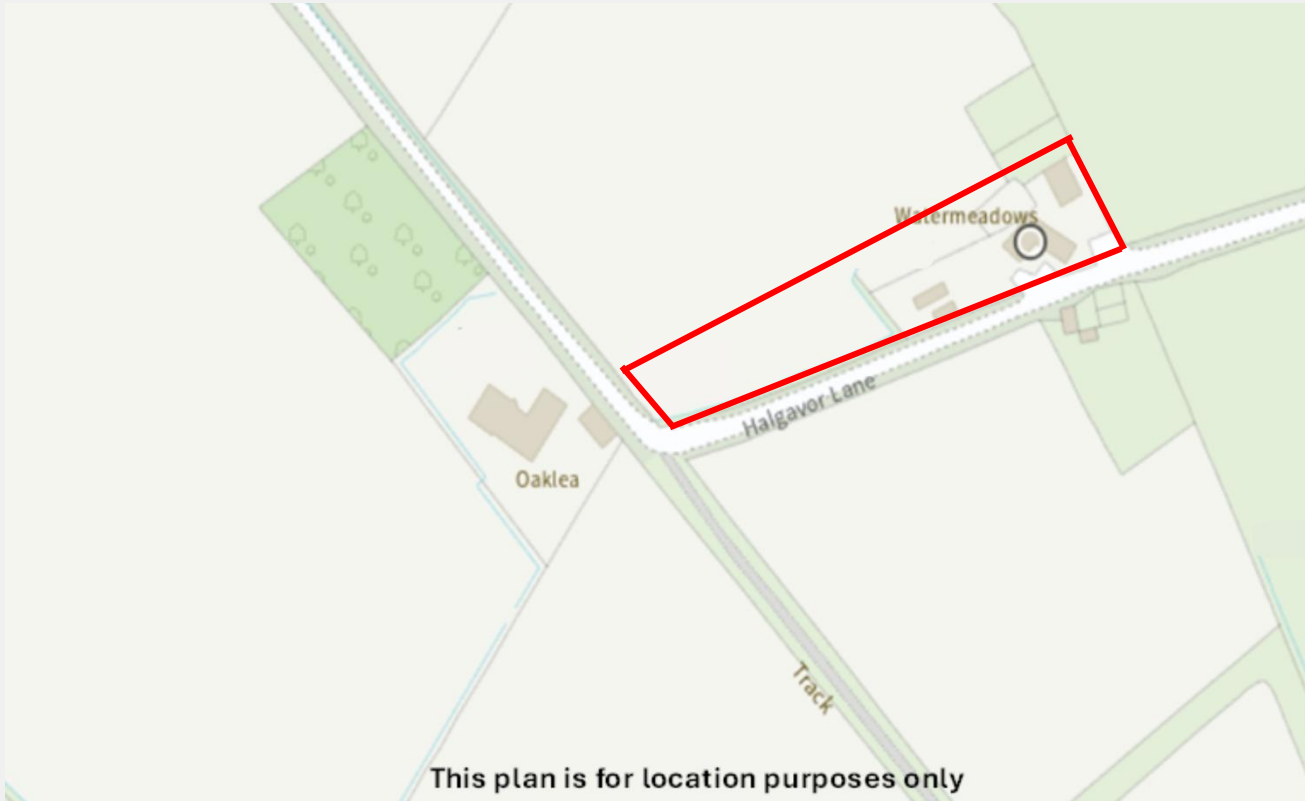 Watermeadows
Halgavor Lane
Oaklea
Track
This plan is for location purposes only